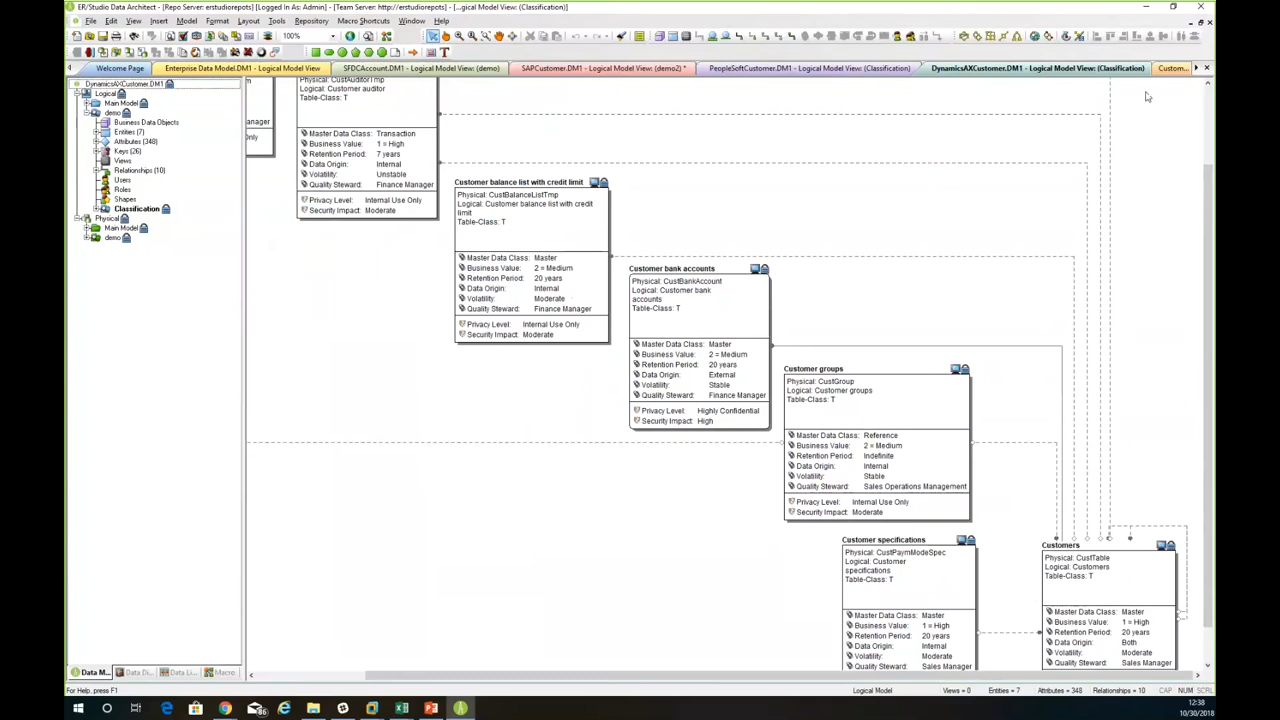 ER/Studio Data Architect - [Repo Server: erstudiorepots] [Logged In As: Admin] - [Team Server: http://erstudiorepots] - [...gical Model View: (Classification)]
File Edit View Insert Model Format Layout Tools Repository Macro Shortcuts Window Help
100%
Welcome Page Enterprise Data Model.DM1 - Logical Model View SFDCAccount.DM1 - Logical Model View: (demo) SAPCustomer.DM1 - Logical Model View: (demo2) * PeopleSoftCustomer.DM1 - Logical Model View: (Classification) DynamicsAXCustomer.DM1 - Logical Model View: (Classification) Custom...
DynamicsAXCustomer.DM1
Logical
Main Model
demo
Business Data Objects
Entities (7)
Attributes (348)
Keys (26)
Views
Relationships (10)
Users
Roles
Shapes
Classification
Physical
Main Model
demo
anager
nly
Physical: CustAuditorTmp
Logical: Customer auditor
Table-Class: T
Master Data Class: Transaction
Business Value: 1 = High
Retention Period: 7 years
Data Origin: Internal
Volatility: Unstable
Quality Steward: Finance Manager
Privacy Level: Internal Use Only
Security Impact: Moderate
Customer balance list with credit limit
Physical: CustBalanceListTmp
Logical: Customer balance list with credit
limit
Table-Class: T
Master Data Class: Master
Business Value: 2 = Medium
Retention Period: 20 years
Data Origin: Internal
Volatility: Moderate
Quality Steward: Finance Manager
Privacy Level: Internal Use Only
Security Impact: Moderate
Customer bank accounts
Physical: CustBankAccount
Logical: Customer bank
accounts
Table-Class: T
Master Data Class: Master
Business Value: 2 = Medium
Retention Period: 20 years
Data Origin: External
Volatility: Stable
Quality Steward: Finance Manager
Privacy Level: Highly Confidential
Security Impact: High
Customer groups
Physical: CustGroup
Logical: Customer groups
Table-Class: T
Master Data Class: Reference
Business Value: 2 = Medium
Retention Period: Indefinite
Data Origin: Internal
Volatility: Stable
Quality Steward: Sales Operations Management
Privacy Level: Internal Use Only
Security Impact: Moderate
Customer specifications
Physical: CustPaymModeSpec
Logical: Customer
specifications
Table-Class: T
Master Data Class: Master
Business Value: 1 = High
Retention Period: 20 years
Data Origin: Internal
Volatility: Moderate
Quality Steward: Sales Manager
Customers
Physical: CustTable
Logical: Customers
Table-Class: T
Master Data Class: Master
Business Value: 1 = High
Retention Period: 20 years
Data Origin: Both
Volatility: Moderate
Quality Steward: Sales Manager
Data M... Data Di... Data Li... Macro
For Help, press F1
Logical Model Views = 0 Entities = 7 Attributes = 348 Relationships = 10 CAP NUM SCRL
86
12:38
10/30/2018